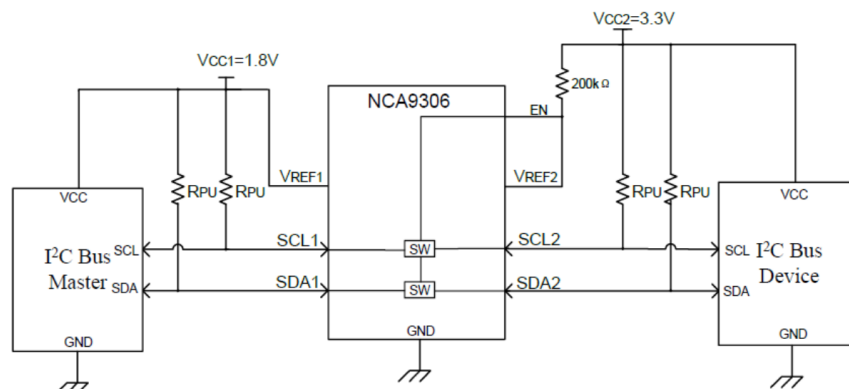 VCC2=3.3V
VCC1=1.8V
200kΩ
NCA9306
EN
VREF1
VREF2
RPU
RPU
RPU
RPU
VCC
VCC
SCL
SCL1
SW
SCL2
SCL
I²C Bus
Master
I²C Bus
Device
SDA
SDA1
SW
SDA2
SDA
GND
GND
GND